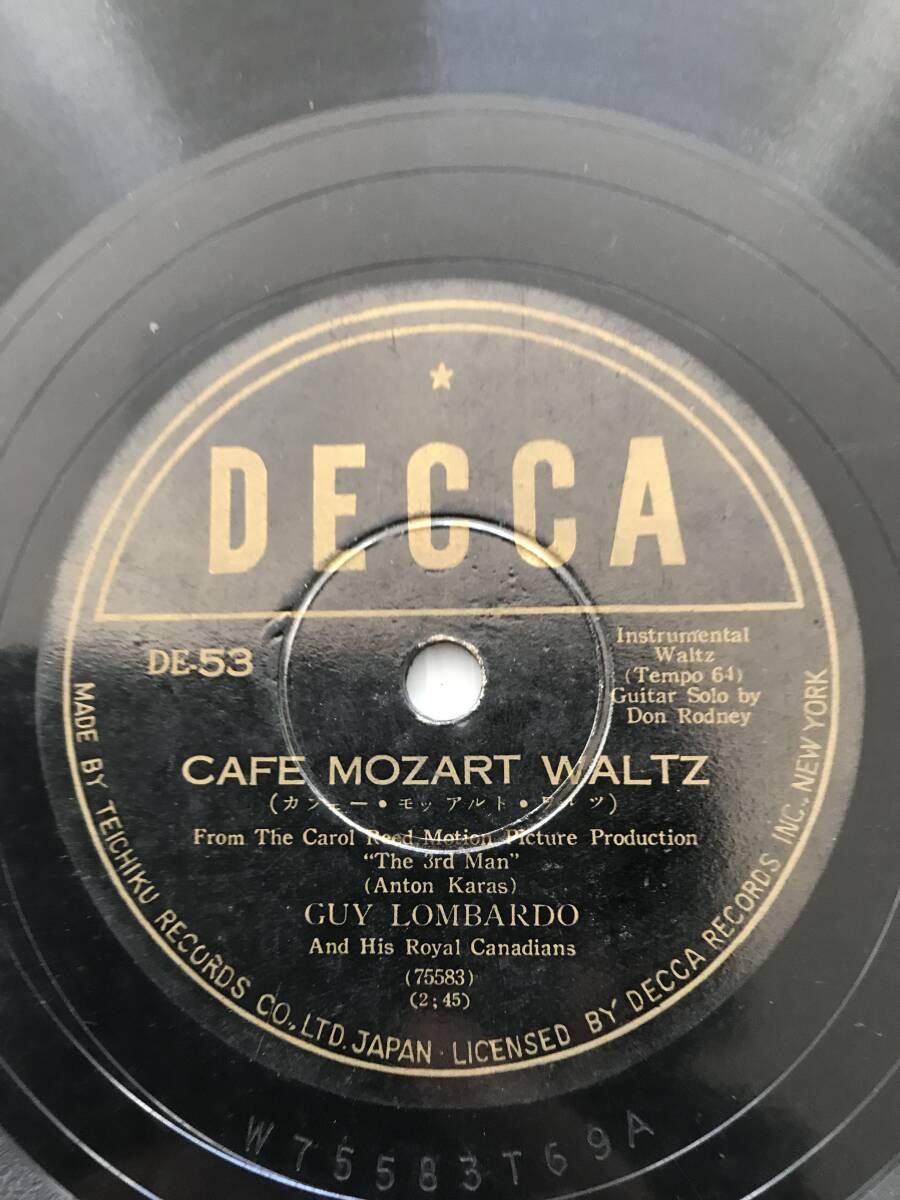 DECCA
DE-53
Instrumental
Waltz
(Tempo 64)
Guitar Solo by
Don Rodney
CAFE MOZART WALTZ
(カフェー・モッアルト・ワルツ)
From The Carol Reed Motion Picture Production
"The 3rd Man"
(Anton Karas)
GUY LOMBARDO
And His Royal Canadians
(75583)
(2;45)
MADE BY TEICHIKU RECORDS CO., LTD. JAPAN · LICENSED BY DECCA RECORDS INC. NEW YORK
W75583T69A